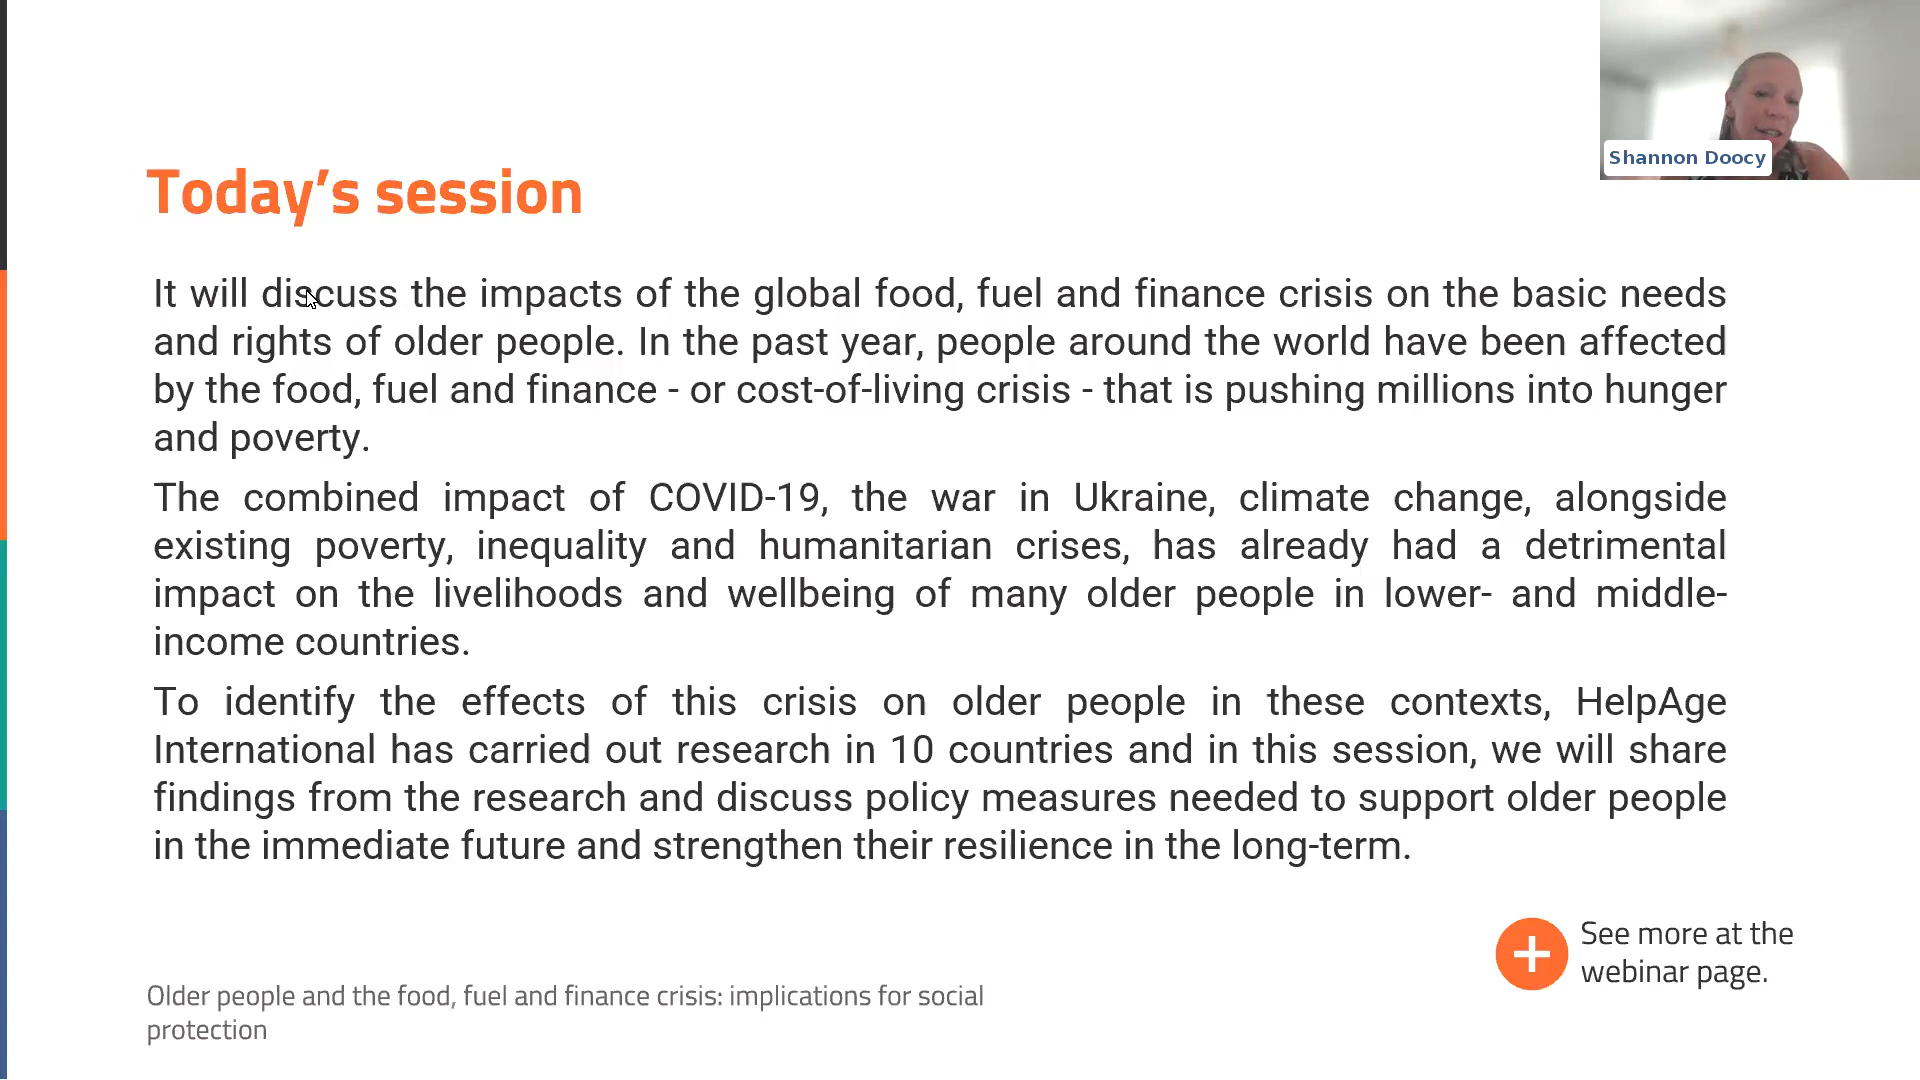 Shannon Doocy
Today’s session
It will discuss the impacts of the global food, fuel and finance crisis on the basic needs
and rights of older people. In the past year, people around the world have been affected
by the food, fuel and finance - or cost-of-living crisis - that is pushing millions into hunger
and poverty.
The combined impact of COVID-19, the war in Ukraine, climate change, alongside
existing poverty, inequality and humanitarian crises, has already had a detrimental
impact on the livelihoods and wellbeing of many older people in lower- and middle-
income countries.
To identify the effects of this crisis on older people in these contexts, HelpAge
International has carried out research in 10 countries and in this session, we will share
findings from the research and discuss policy measures needed to support older people
in the immediate future and strengthen their resilience in the long-term.
See more at the
webinar page.
Older people and the food, fuel and finance crisis: implications for social
protection